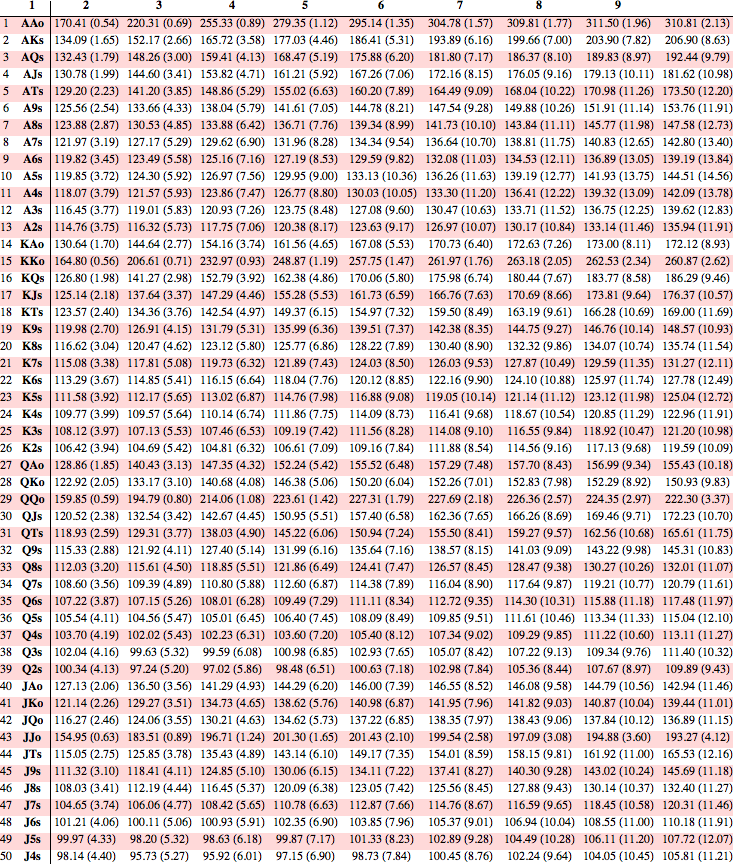 1 2 3 4 5 6 7 8 9
1 AAo 170.41 (0.54) 220.31 (0.69) 255.33 (0.89) 279.35 (1.12) 295.14 (1.35) 304.78 (1.57) 309.81 (1.77) 311.50 (1.96) 310.81 (2.13)
2 AKs 134.09 (1.65) 152.17 (2.66) 165.72 (3.58) 177.03 (4.46) 186.41 (5.31) 193.89 (6.16) 199.66 (7.00) 203.90 (7.82) 206.90 (8.63)
3 AQs 132.43 (1.79) 148.26 (3.00) 159.41 (4.13) 168.47 (5.19) 175.88 (6.20) 181.80 (7.17) 186.37 (8.10) 189.83 (8.97) 192.44 (9.79)
4 AJs 130.78 (1.99) 144.60 (3.41) 153.82 (4.71) 161.21 (5.92) 167.26 (7.06) 172.16 (8.15) 176.05 (9.16) 179.13 (10.11) 181.62 (10.98)
5 ATs 129.20 (2.23) 141.20 (3.85) 148.86 (5.29) 155.02 (6.63) 160.20 (7.89) 164.49 (9.09) 168.04 (10.22) 170.98 (11.26) 173.50 (12.20)
6 A9s 125.56 (2.54) 133.66 (4.33) 138.04 (5.79) 141.61 (7.05) 144.78 (8.21) 147.54 (9.28) 149.88 (10.26) 151.91 (11.14) 153.76 (11.91)
7 A8s 123.88 (2.87) 130.53 (4.85) 133.88 (6.42) 136.71 (7.76) 139.34 (8.99) 141.73 (10.10) 143.84 (11.11) 145.77 (11.98) 147.58 (12.73)
8 A7s 121.97 (3.19) 127.17 (5.29) 129.62 (6.90) 131.96 (8.28) 134.34 (9.54) 136.64 (10.70) 138.81 (11.75) 140.83 (12.65) 142.80 (13.40)
9 A6s 119.82 (3.45) 123.49 (5.58) 125.16 (7.16) 127.19 (8.53) 129.59 (9.82) 132.08 (11.03) 134.53 (12.11) 136.89 (13.05) 139.19 (13.84)
10 A5s 119.85 (3.72) 124.30 (5.92) 126.97 (7.56) 129.95 (9.00) 133.13 (10.36) 136.26 (11.63) 139.19 (12.77) 141.93 (13.75) 144.51 (14.56)
11 A4s 118.07 (3.79) 121.57 (5.93) 123.86 (7.47) 126.77 (8.80) 130.03 (10.05) 133.30 (11.20) 136.41 (12.22) 139.32 (13.09) 142.09 (13.78)
12 A3s 116.45 (3.77) 119.01 (5.83) 120.93 (7.26) 123.75 (8.48) 127.08 (9.60) 130.47 (10.63) 133.71 (11.52) 136.75 (12.25) 139.62 (12.83)
13 A2s 114.76 (3.75) 116.32 (5.73) 117.75 (7.06) 120.38 (8.17) 123.63 (9.17) 126.97 (10.07) 130.17 (10.84) 133.14 (11.46) 135.94 (11.91)
14 KAo 130.64 (1.70) 144.64 (2.77) 154.16 (3.74) 161.56 (4.65) 167.08 (5.53) 170.73 (6.40) 172.63 (7.26) 173.00 (8.11) 172.12 (8.93)
15 KKo 164.80 (0.56) 206.61 (0.71) 232.97 (0.93) 248.87 (1.19) 257.75 (1.47) 261.97 (1.76) 263.18 (2.05) 262.53 (2.34) 260.87 (2.62)
16 KQs 126.80 (1.98) 141.27 (2.98) 152.79 (3.92) 162.38 (4.86) 170.06 (5.80) 175.98 (6.74) 180.44 (7.67) 183.77 (8.58) 186.29 (9.46)
17 KJs 125.14 (2.18) 137.64 (3.37) 147.29 (4.46) 155.28 (5.53) 161.73 (6.59) 166.76 (7.63) 170.69 (8.66) 173.81 (9.64) 176.37 (10.57)
18 KTs 123.57 (2.40) 134.36 (3.76) 142.54 (4.97) 149.37 (6.15) 154.97 (7.32) 159.50 (8.49) 163.19 (9.61) 166.28 (10.69) 169.00 (11.69)
19 K9s 119.98 (2.70) 126.91 (4.15) 131.79 (5.31) 135.99 (6.36) 139.51 (7.37) 142.38 (8.35) 144.75 (9.27) 146.76 (10.14) 148.57 (10.93)
20 K8s 116.62 (3.04) 120.47 (4.62) 123.12 (5.80) 125.77 (6.86) 128.22 (7.89) 130.40 (8.90) 132.32 (9.86) 134.07 (10.74) 135.74 (11.54)
21 K7s 115.08 (3.38) 117.81 (5.08) 119.73 (6.32) 121.89 (7.43) 124.03 (8.50) 126.03 (9.53) 127.87 (10.49) 129.59 (11.35) 131.27 (12.11)
22 K6s 113.29 (3.67) 114.85 (5.41) 116.15 (6.64) 118.04 (7.76) 120.12 (8.85) 122.16 (9.90) 124.10 (10.88) 125.97 (11.74) 127.78 (12.49)
23 K5s 111.58 (3.92) 112.17 (5.65) 113.02 (6.87) 114.76 (7.98) 116.88 (9.08) 119.05 (10.14) 121.14 (11.12) 123.12 (11.98) 125.04 (12.72)
24 K4s 109.77 (3.99) 109.57 (5.64) 110.14 (6.74) 111.86 (7.75) 114.09 (8.73) 116.41 (9.68) 118.67 (10.54) 120.85 (11.29) 122.96 (11.91)
25 K3s 108.12 (3.97) 107.13 (5.53) 107.46 (6.53) 109.19 (7.42) 111.56 (8.28) 114.08 (9.10) 116.55 (9.84) 118.92 (10.47) 121.20 (10.98)
26 K2s 106.42 (3.94) 104.69 (5.42) 104.81 (6.32) 106.61 (7.09) 109.16 (7.84) 111.88 (8.54) 114.56 (9.16) 117.13 (9.68) 119.59 (10.09)
27 QAo 128.86 (1.85) 140.43 (3.13) 147.35 (4.32) 152.24 (5.42) 155.52 (6.48) 157.29 (7.48) 157.70 (8.43) 156.99 (9.34) 155.43 (10.18)
28 QKo 122.92 (2.05) 133.17 (3.10) 140.68 (4.08) 146.38 (5.06) 150.20 (6.04) 152.26 (7.01) 152.83 (7.98) 152.29 (8.92) 150.93 (9.83)
29 QQo 159.85 (0.59) 194.79 (0.80) 214.06 (1.08) 223.61 (1.42) 227.31 (1.79) 227.69 (2.18) 226.36 (2.57) 224.35 (2.97) 222.30 (3.37)
30 QJs 120.52 (2.38) 132.54 (3.42) 142.67 (4.45) 150.95 (5.51) 157.40 (6.58) 162.36 (7.65) 166.26 (8.69) 169.46 (9.71) 172.23 (10.70)
31 QTs 118.93 (2.59) 129.31 (3.77) 138.03 (4.90) 145.22 (6.06) 150.94 (7.24) 155.50 (8.41) 159.27 (9.57) 162.56 (10.68) 165.61 (11.75)
32 Q9s 115.33 (2.88) 121.92 (4.11) 127.40 (5.14) 131.99 (6.16) 135.64 (7.16) 138.57 (8.15) 141.03 (9.09) 143.22 (9.98) 145.31 (10.83)
33 Q8s 112.03 (3.20) 115.61 (4.50) 118.85 (5.51) 121.86 (6.49) 124.41 (7.47) 126.57 (8.45) 128.47 (9.38) 130.27 (10.26) 132.01 (11.07)
34 Q7s 108.60 (3.56) 109.39 (4.89) 110.80 (5.88) 112.60 (6.87) 114.38 (7.89) 116.04 (8.90) 117.64 (9.87) 119.21 (10.77) 120.79 (11.61)
35 Q6s 107.22 (3.87) 107.15 (5.26) 108.01 (6.28) 109.49 (7.29) 111.11 (8.34) 112.72 (9.35) 114.30 (10.31) 115.88 (11.18) 117.48 (11.97)
36 Q5s 105.54 (4.11) 104.56 (5.47) 105.01 (6.45) 106.40 (7.45) 108.09 (8.49) 109.85 (9.51) 111.61 (10.46) 113.34 (11.33) 115.04 (12.10)
37 Q4s 103.70 (4.19) 102.02 (5.43) 102.23 (6.31) 103.60 (7.20) 105.40 (8.12) 107.34 (9.02) 109.29 (9.85) 111.22 (10.60) 113.11 (11.27)
38 Q3s 102.04 (4.16) 99.63 (5.32) 99.59 (6.08) 100.98 (6.85) 102.93 (7.65) 105.07 (8.42) 107.22 (9.13) 109.34 (9.76) 111.40 (10.32)
39 Q2s 100.34 (4.13) 97.24 (5.20) 97.02 (5.86) 98.48 (6.51) 100.63 (7.18) 102.98 (7.84) 105.36 (8.44) 107.67 (8.97) 109.89 (9.43)
40 JAo 127.13 (2.06) 136.50 (3.56) 141.29 (4.93) 144.29 (6.20) 146.00 (7.39) 146.55 (8.52) 146.08 (9.58) 144.79 (10.56) 142.94 (11.46)
41 JKo 121.14 (2.26) 129.27 (3.51) 134.73 (4.65) 138.62 (5.76) 140.98 (6.87) 141.95 (7.96) 141.82 (9.03) 140.87 (10.04) 139.44 (11.01)
42 JQo 116.27 (2.46) 124.06 (3.55) 130.21 (4.63) 134.62 (5.73) 137.22 (6.85) 138.35 (7.97) 138.43 (9.06) 137.84 (10.12) 136.89 (11.15)
43 JJo 154.95 (0.63) 183.51 (0.89) 196.71 (1.24) 201.30 (1.65) 201.43 (2.10) 199.54 (2.58) 197.09 (3.08) 194.88 (3.60) 193.27 (4.12)
44 JTs 115.05 (2.75) 125.85 (3.78) 135.43 (4.89) 143.14 (6.10) 149.17 (7.35) 154.01 (8.59) 158.15 (9.81) 161.92 (11.00) 165.53 (12.16)
45 J9s 111.32 (3.10) 118.41 (4.11) 124.85 (5.10) 130.06 (6.15) 134.11 (7.22) 137.41 (8.27) 140.30 (9.28) 143.02 (10.24) 145.69 (11.18)
46 J8s 108.03 (3.41) 112.19 (4.44) 116.45 (5.37) 120.09 (6.38) 123.05 (7.42) 125.56 (8.45) 127.88 (9.43) 130.14 (10.37) 132.40 (11.27)
47 J7s 104.65 (3.74) 106.06 (4.77) 108.42 (5.65) 110.78 (6.63) 112.87 (7.66) 114.76 (8.67) 116.59 (9.65) 118.45 (10.58) 120.31 (11.46)
48 J6s 101.21 (4.06) 100.11 (5.06) 100.93 (5.91) 102.35 (6.90) 103.85 (7.96) 105.37 (9.01) 106.94 (10.04) 108.55 (11.00) 110.18 (11.91)
49 J5s 99.97 (4.33) 98.20 (5.32) 98.63 (6.18) 99.87 (7.17) 101.33 (8.23) 102.89 (9.28) 104.49 (10.28) 106.11 (11.20) 107.72 (12.07)
50 J4s 98.14 (4.40) 95.73 (5.27) 95.92 (6.01) 97.15 (6.90) 98.73 (7.84) 100.45 (8.76) 102.24 (9.64) 104.05 (10.45) 105.81 (11.21)